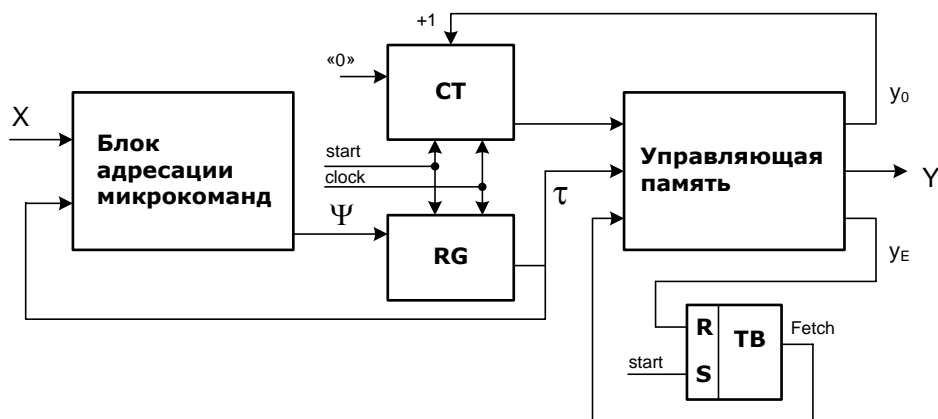 +1
«0»
CT
y0
X
Блок
адресации
микрокоманд
start
clock
Управляющая
память
Y
Ψ
τ
RG
yE
R
TB
Fetch
start
S